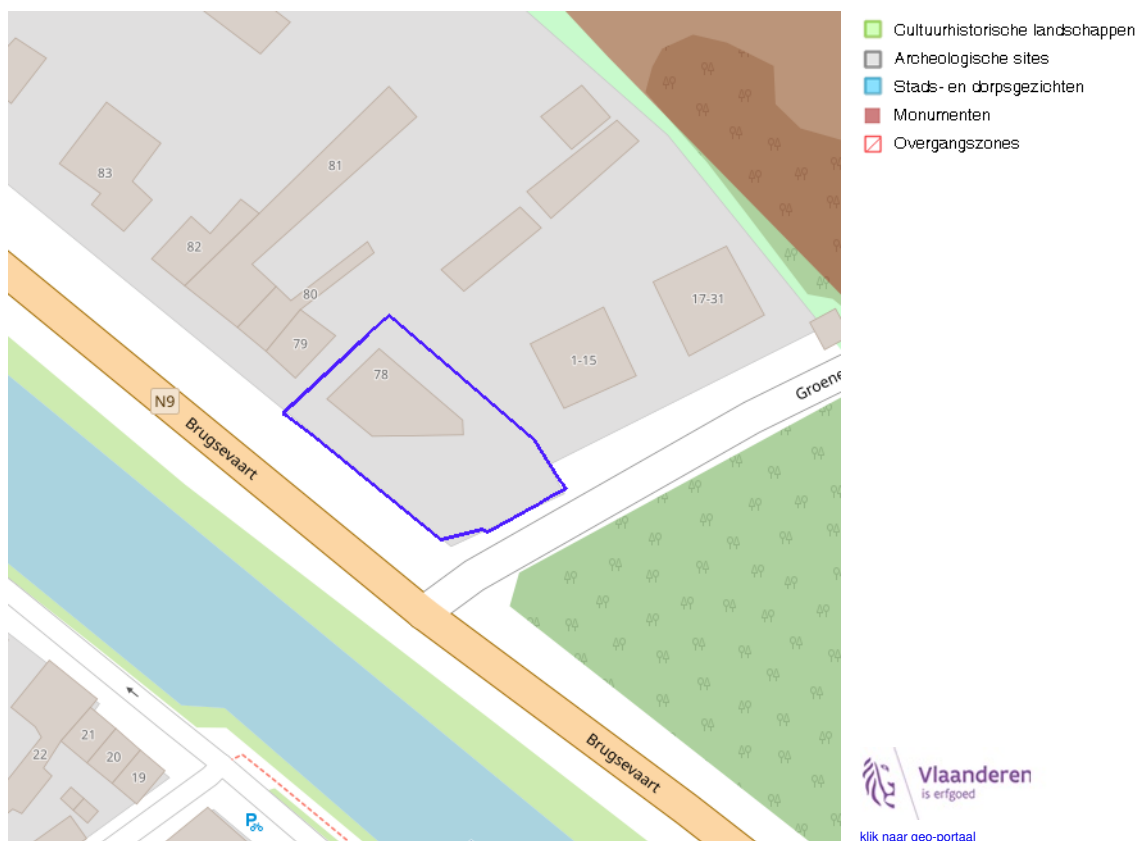 83
81
82
80
79
78
17-31
1-15
Groene
N9
Brugsevaart
Brugsevaart
22
21
20
19
P
Cultuurhistorische landschappen
Archeologische sites
Stads- en dorpsgezichten
Monumenten
Overgangszones
Vlaanderen
is erfgoed
klik naar geo-portaal